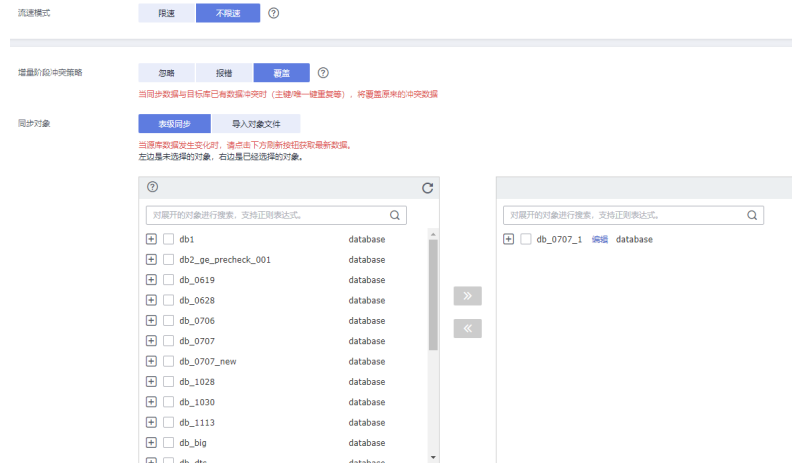 流速模式 限速 不限速
增量阶段冲突策略 忽略 报错 覆盖
当同步数据与目标库已有数据冲突时（主键/唯一键重复等），将覆盖原来的冲突数据
同步对象 表级同步 导入对象文件
当源库数据发生变化时，请点击下方刷新按钮获取最新数据。
左边是未选择的对象，右边是已经选择的对象。
对展开的对象进行搜索，支持正则表达式。
db1 database
db2_ge_precheck_001 database
db_0619 database
db_0628 database
db_0706 database
db_0707 database
db_0707_new database
db_1028 database
db_1030 database
db_1113 database
db_big database
db_dts database
对展开的对象进行搜索，支持正则表达式。
db_0707_1 编辑 database